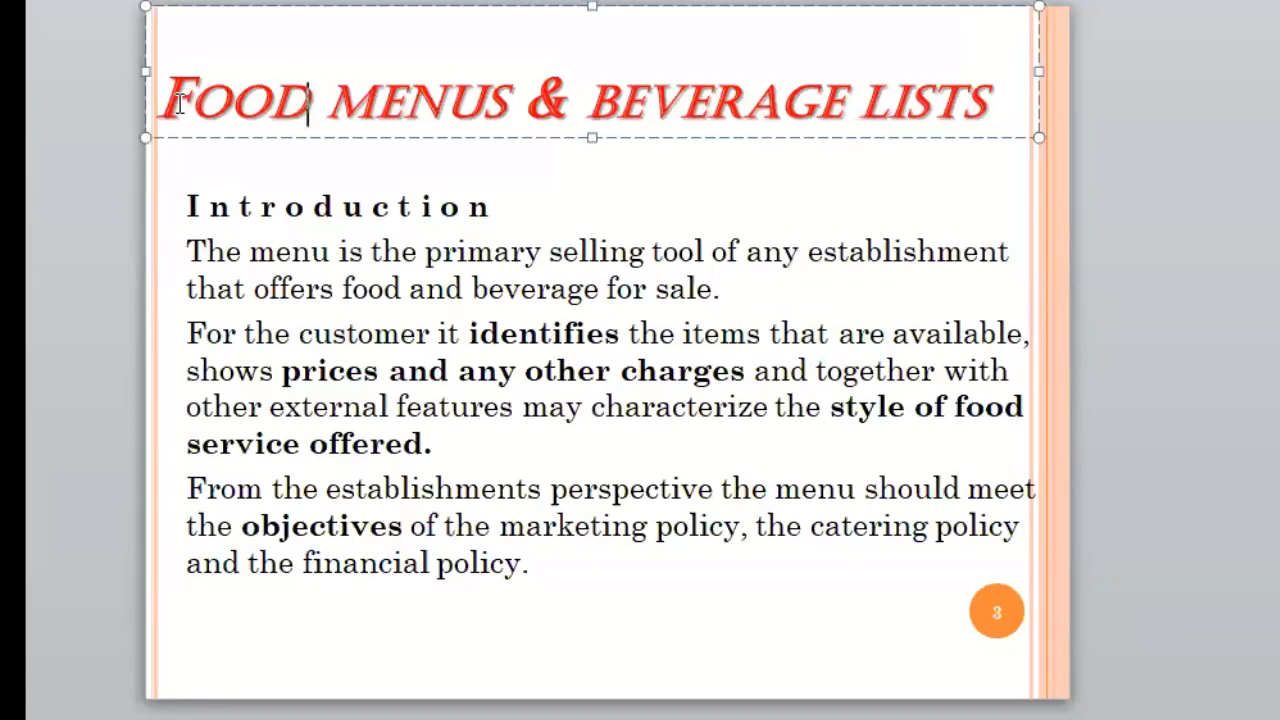 FOOD MENUS & BEVERAGE LISTS
Introduction
The menu is the primary selling tool of any establishment
that offers food and beverage for sale.
For the customer it identifies the items that are available,
shows prices and any other charges and together with
other external features may characterize the style of food
service offered.
From the establishments perspective the menu should meet
the objectives of the marketing policy, the catering policy
and the financial policy.
3